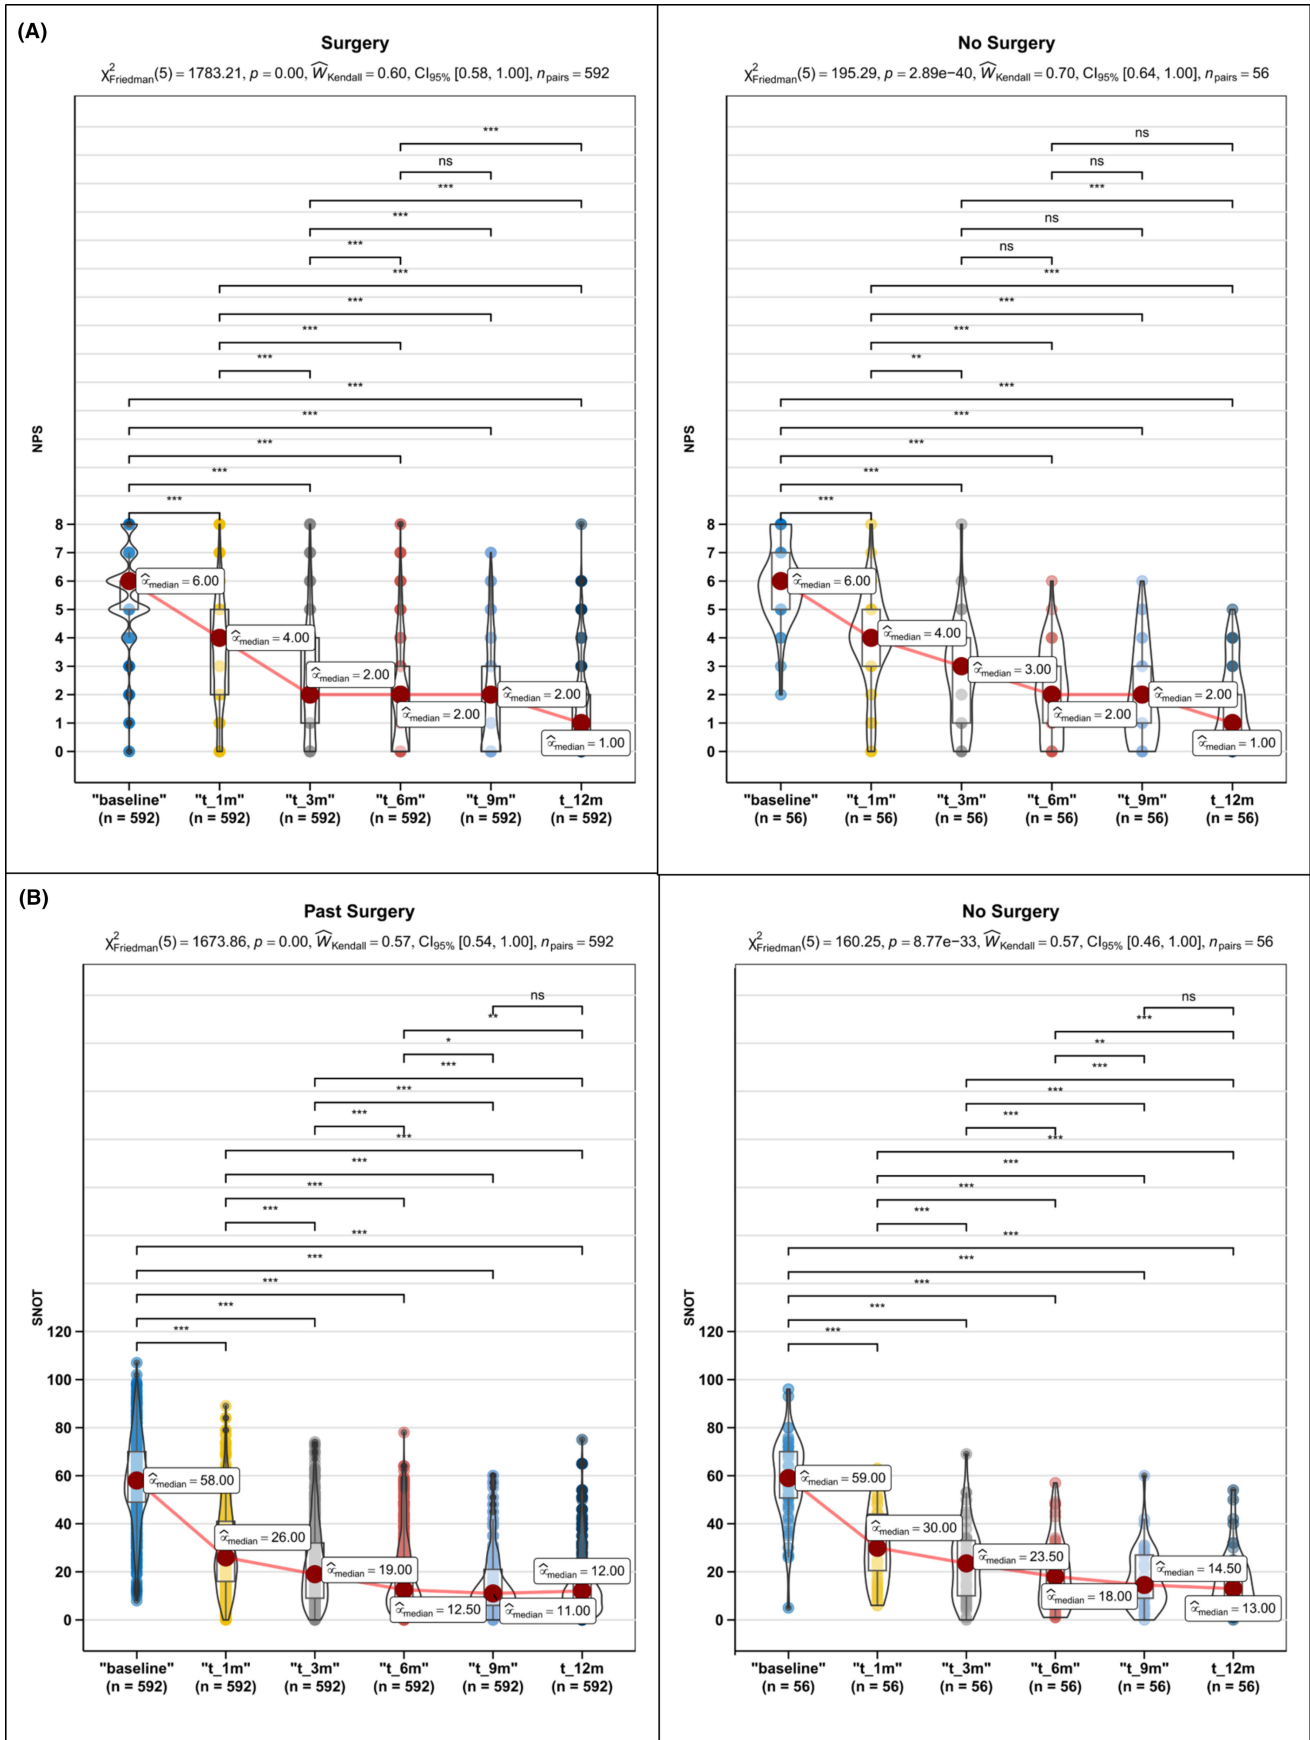 (A)
Surgery
χ²Friedman(5) = 1783.21, p = 0.00, ŴKendall = 0.60, CI95% [0.58, 1.00], npairs = 592
***
ns
***
***
***
***
***
***
***
***
***
***
***
***
NPS
8
7
6
5
4
3
2
1
0
μ̂median = 6.00
μ̂median = 4.00
μ̂median = 2.00
μ̂median = 2.00
μ̂median = 2.00
μ̂median = 1.00
"baseline" "t_1m" "t_3m" "t_6m" "t_9m" t_12m
(n = 592) (n = 592) (n = 592) (n = 592) (n = 592) (n = 592)
No Surgery
χ²Friedman(5) = 195.29, p = 2.89e−40, ŴKendall = 0.70, CI95% [0.64, 1.00], npairs = 56
ns
ns
***
ns
ns
***
***
***
**
***
***
***
***
***
NPS
8
7
6
5
4
3
2
1
0
μ̂median = 6.00
μ̂median = 4.00
μ̂median = 3.00
μ̂median = 2.00
μ̂median = 2.00
μ̂median = 1.00
"baseline" "t_1m" "t_3m" "t_6m" "t_9m" t_12m
(n = 56) (n = 56) (n = 56) (n = 56) (n = 56) (n = 56)
(B)
Past Surgery
χ²Friedman(5) = 1673.86, p = 0.00, ŴKendall = 0.57, CI95% [0.54, 1.00], npairs = 592
ns
**
*
***
***
***
***
***
***
***
***
***
***
***
***
SNOT
120
100
80
60
40
20
0
μ̂median = 58.00
μ̂median = 26.00
μ̂median = 19.00
μ̂median = 12.50
μ̂median = 11.00
μ̂median = 12.00
"baseline" "t_1m" "t_3m" "t_6m" "t_9m" t_12m
(n = 592) (n = 592) (n = 592) (n = 592) (n = 592) (n = 592)
No Surgery
χ²Friedman(5) = 160.25, p = 8.77e−33, ŴKendall = 0.57, CI95% [0.46, 1.00], npairs = 56
ns
***
**
***
***
***
***
***
***
***
***
***
***
***
***
SNOT
120
100
80
60
40
20
0
μ̂median = 59.00
μ̂median = 30.00
μ̂median = 23.50
μ̂median = 18.00
μ̂median = 14.50
μ̂median = 13.00
"baseline" "t_1m" "t_3m" "t_6m" "t_9m" t_12m
(n = 56) (n = 56) (n = 56) (n = 56) (n = 56) (n = 56)